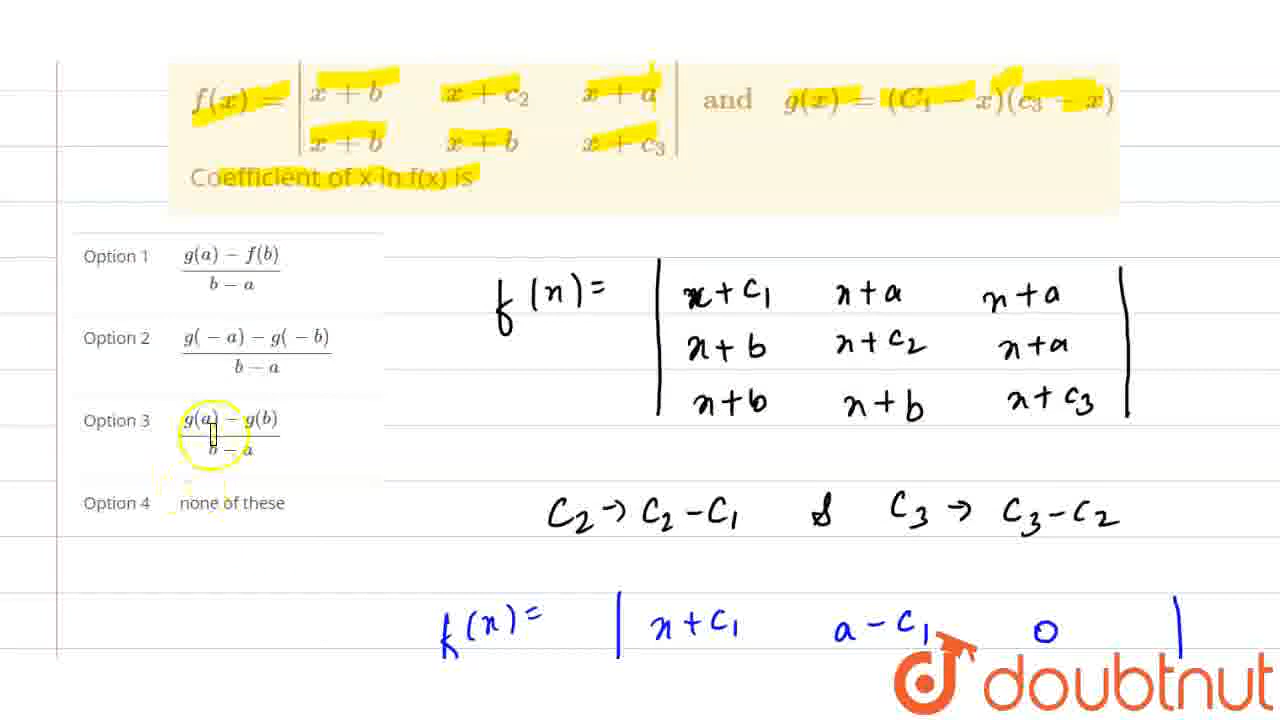 f(x) = | x + b x + c₂ x + a | and g(x) = (C₁ − x)(c₃ − x)
x + b x + b x + c₃
Coefficient of x in f(x) is
Option 1 g(a) − f(b) / b − a
Option 2 g( − a) − g( − b) / b − a
Option 3 g(a) − g(b) / b − a
Option 4 none of these
f(x) = | x + c₁ x + a x + a |
x + b x + c₂ x + a
x + b x + b x + c₃
C₂ → C₂ − C₁ & C₃ → C₃ − C₂
f(x) = | x + c₁ a − c₁ 0 |
doubtnut